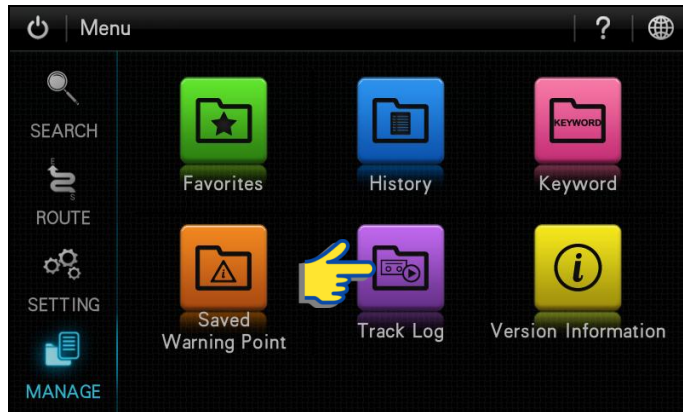 Menu
?
SEARCH
ROUTE
SETTING
MANAGE
Favorites
History
KEYWORD
Keyword
Saved
Warning Point
Track Log
i
Version Information